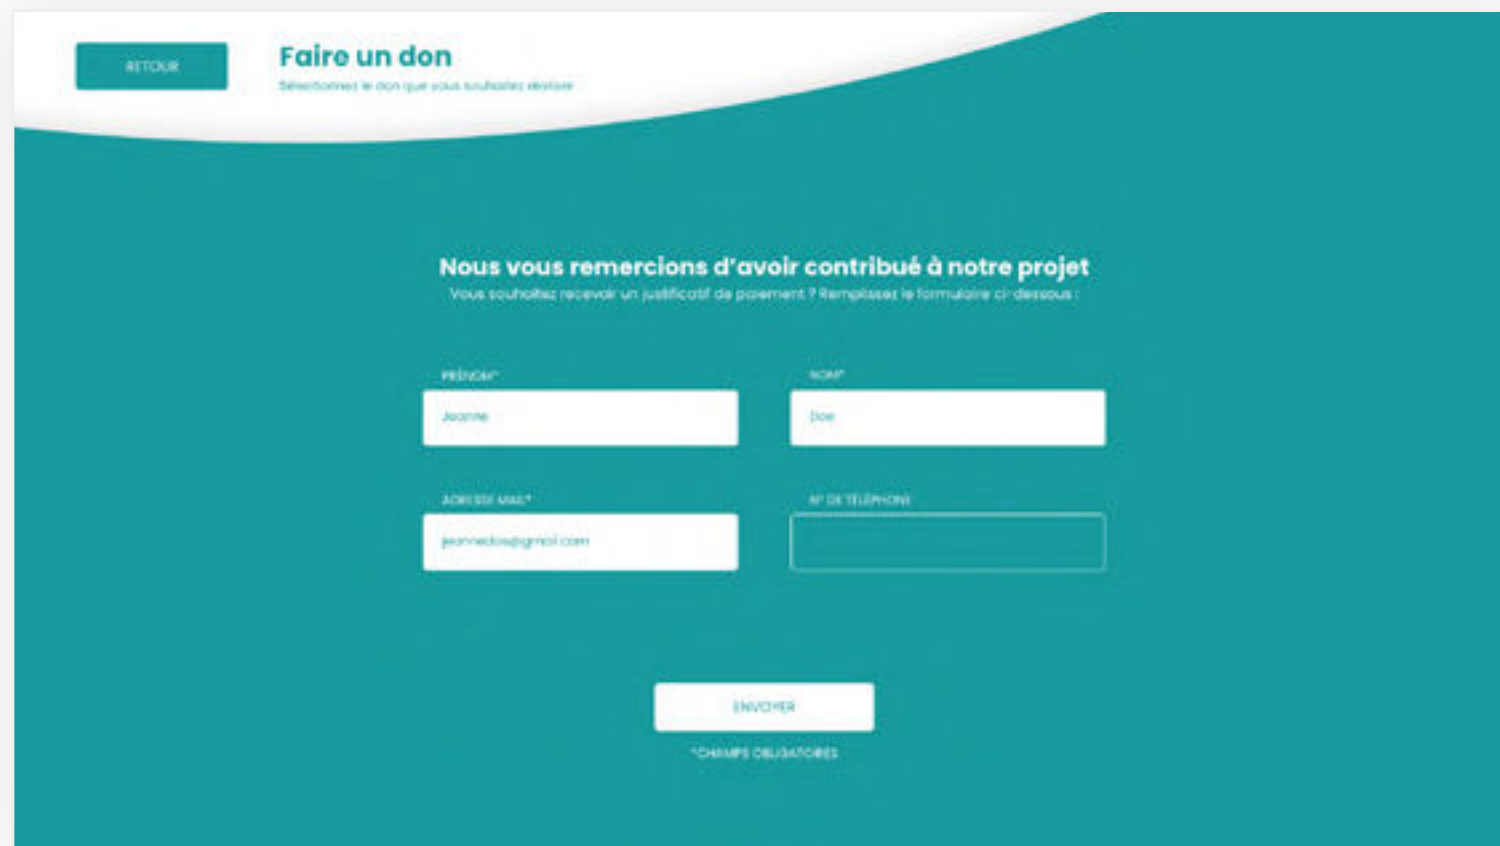 RETOUR
Faire un don
Sélectionnez le don que vous souhaitez réaliser
Nous vous remercions d'avoir contribué à notre projet
Vous souhaitez recevoir un justificatif de paiement ? Remplissez le formulaire ci-dessous :
PRÉNOM*
NOM*
Jeanne
Doe
ADRESSE MAIL*
N° DE TÉLÉPHONE
jeannedoe@gmail.com
ENVOYER
*CHAMPS OBLIGATOIRES